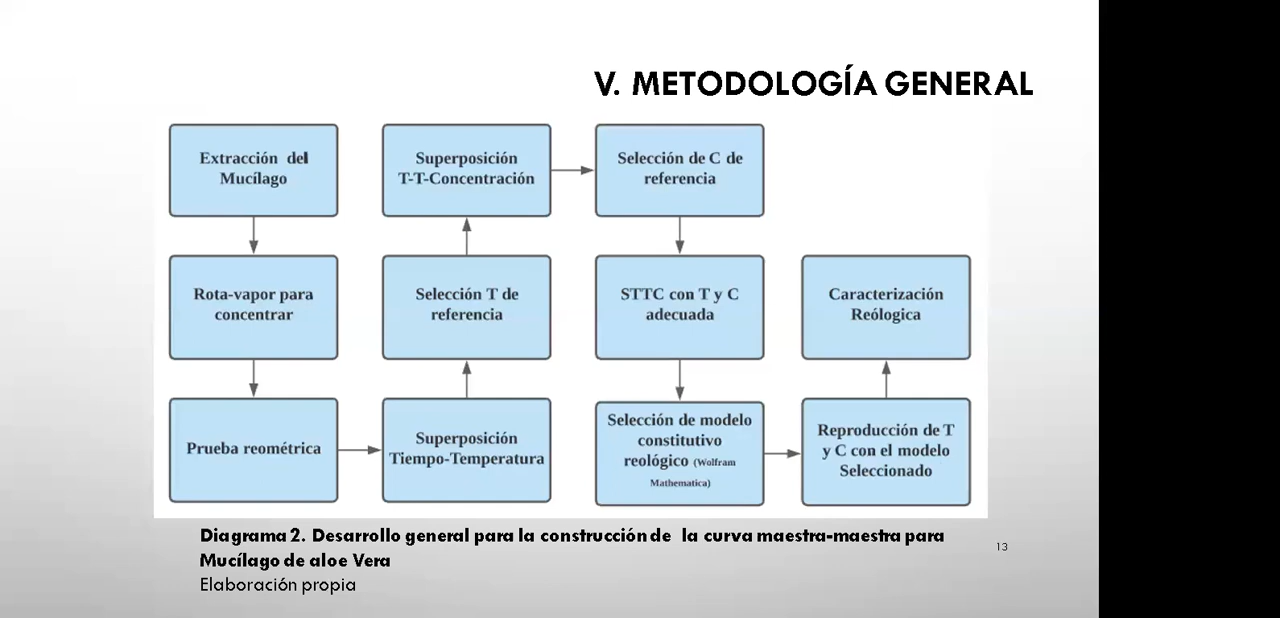 V. METODOLOGÍA GENERAL
Extracción del
Mucílago
Rota-vapor para
concentrar
Prueba reométrica
Superposición
Tiempo-Temperatura
Selección T de
referencia
Superposición
T-T-Concentración
Selección de C de
referencia
STTC con T y C
adecuada
Selección de modelo
constitutivo
reológico (Wolfram
Mathematica)
Reproducción de T
y C con el modelo
Seleccionado
Caracterización
Reólogica
Diagrama 2. Desarrollo general para la construcción de la curva maestra-maestra para
Mucílago de aloe Vera
Elaboración propia
13